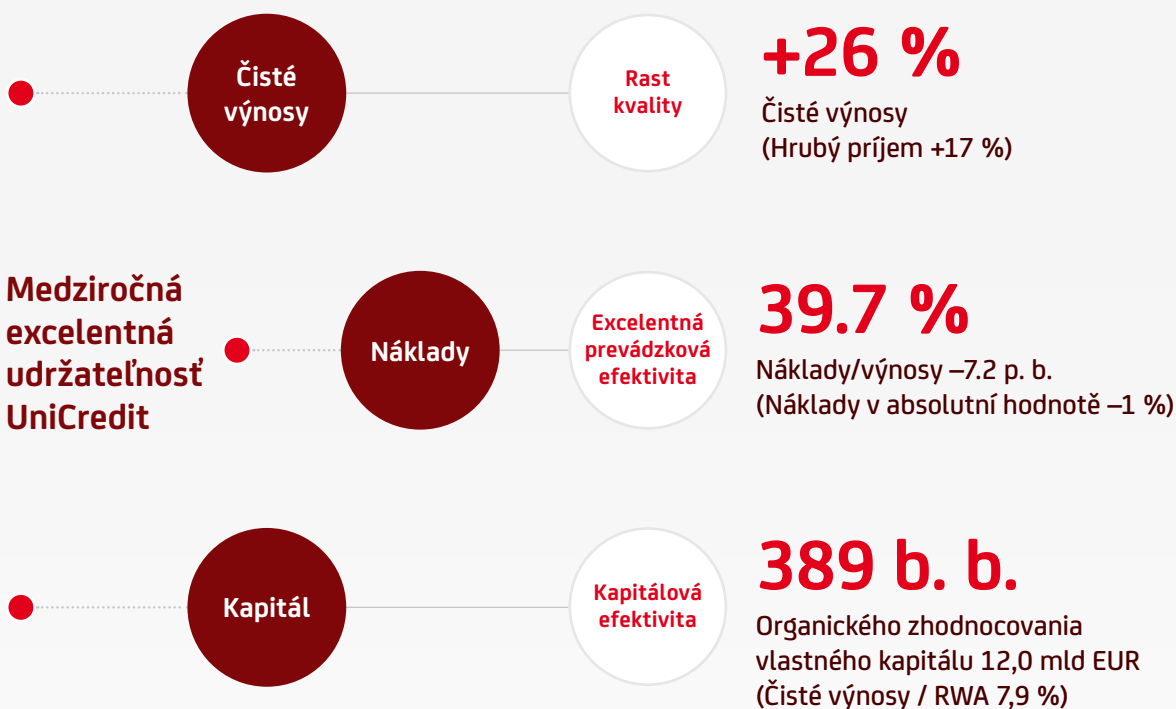 Čisté
výnosy
Rast
kvality
+26 %
Čisté výnosy
(Hrubý príjem +17 %)
Medziročná
excelentná
udržateľnosť
UniCredit
Náklady
Excelentná
prevádzková
efektivita
39.7 %
Náklady/výnosy –7.2 p. b.
(Náklady v absolutní hodnotě –1 %)
Kapitál
Kapitálová
efektivita
389 b. b.
Organického zhodnocovania
vlastného kapitálu 12,0 mld EUR
(Čisté výnosy / RWA 7,9 %)